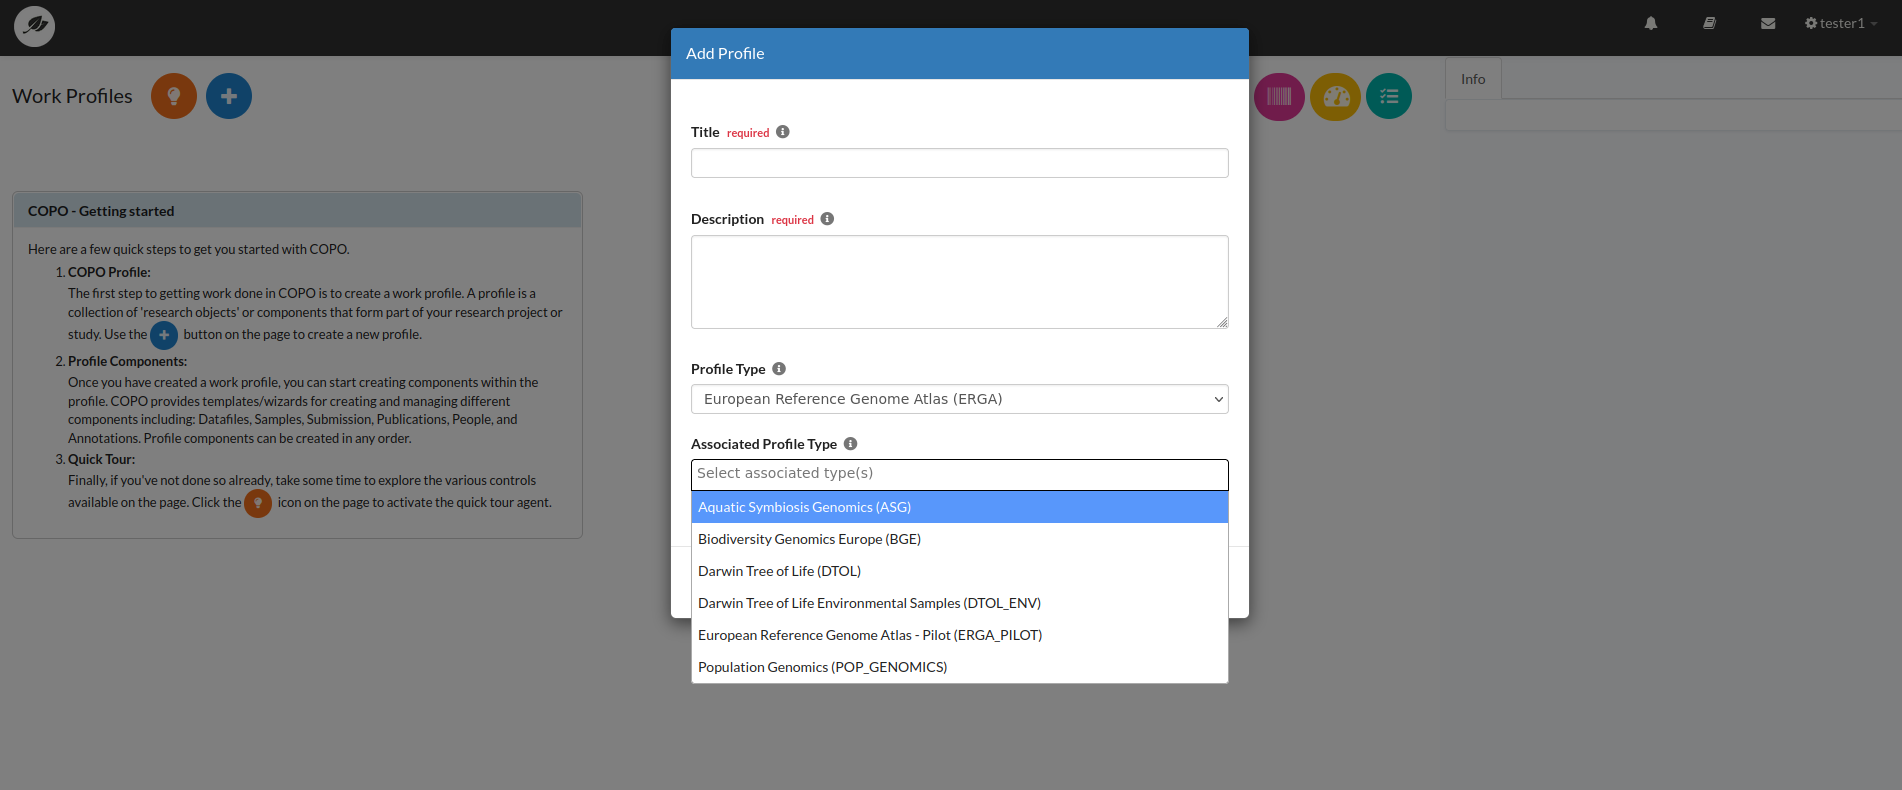 tester1
Work Profiles
Info
COPO - Getting started
Here are a few quick steps to get you started with COPO.
1. COPO Profile:
The first step to getting work done in COPO is to create a work profile. A profile is a
collection of 'research objects' or components that form part of your research project or
study. Use the button on the page to create a new profile.
2. Profile Components:
Once you have created a work profile, you can start creating components within the
profile. COPO provides templates/wizards for creating and managing different
components including: Datafiles, Samples, Submission, Publications, People, and
Annotations. Profile components can be created in any order.
3. Quick Tour:
Finally, if you've not done so already, take some time to explore the various controls
available on the page. Click the icon on the page to activate the quick tour agent.
Add Profile
Title required
Description required
Profile Type
European Reference Genome Atlas (ERGA)
Associated Profile Type
Select associated type(s)
Aquatic Symbiosis Genomics (ASG)
Biodiversity Genomics Europe (BGE)
Darwin Tree of Life (DTOL)
Darwin Tree of Life Environmental Samples (DTOL_ENV)
European Reference Genome Atlas - Pilot (ERGA_PILOT)
Population Genomics (POP_GENOMICS)